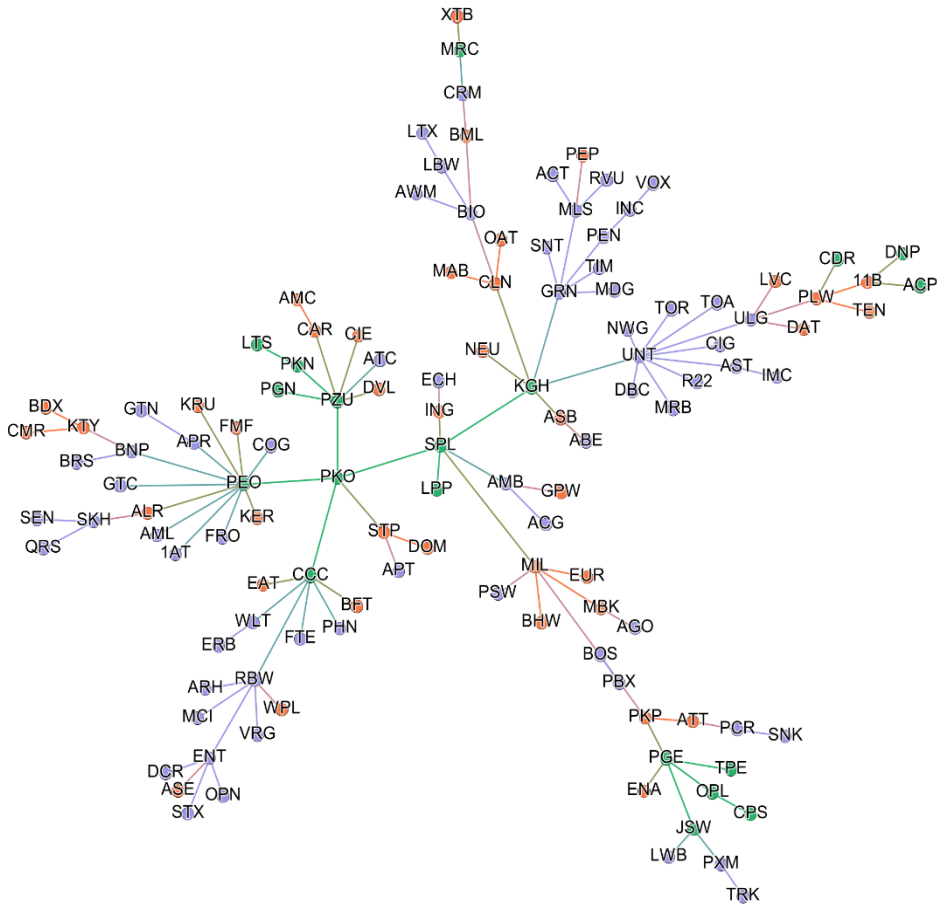 XTB
MRC
CRM
LTX
BML
LBW
PEP
ACT
RVU
VOX
AWM
BIO
MLS
INC
PEN
OAT
SNT
DNP
CDR
MAB
CLN
TIM
LVC
11B
ACP
GRN
MDG
PLW
AMC
TOR
TOA
TEN
CAR
CIE
ULG
DAT
NWG
LTS
NEU
CIG
ATC
UNT
PKN
AST
ECH
R22
IMC
PGN
DVL
KGH
DBC
PZU
MRB
BDX
GTN
KRU
ING
ASB
CMR
KTY
FMF
ABE
APR
COG
SPL
BNP
BRS
PKO
GTC
PEO
LPP
AMB
GPW
ALR
SEN
SKH
KER
ACG
AML
FRO
STP
DOM
QRS
1AT
APT
MIL
CCC
EUR
EAT
PSW
BFT
MBK
WLT
BHW
PHN
AGO
ERB
FTE
BOS
RBW
PBX
ARH
WPL
MCI
PKP
ATT
PCR
VRG
SNK
ENT
PGE
DCR
TPE
ASE
ENA
OPL
OPN
STX
CPS
JSW
LWB
PXM
TRK